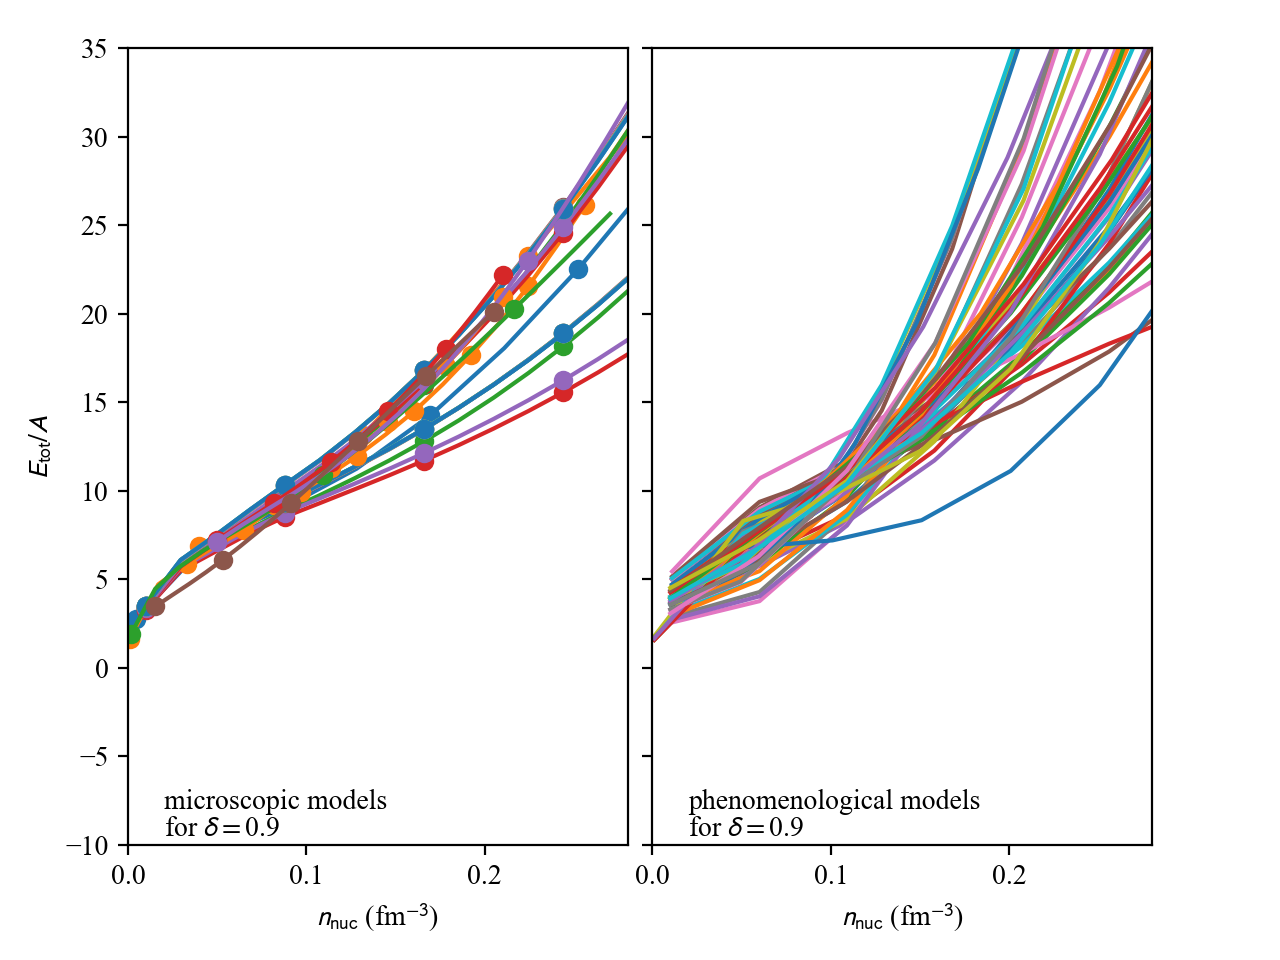 35
30
25
20
15
10
5
0
−5
−10
E_tot/A
microscopic models
for δ = 0.9
0.0
0.1
0.2
n_nuc (fm⁻³)
phenomenological models
for δ = 0.9
0.0
0.1
0.2
n_nuc (fm⁻³)